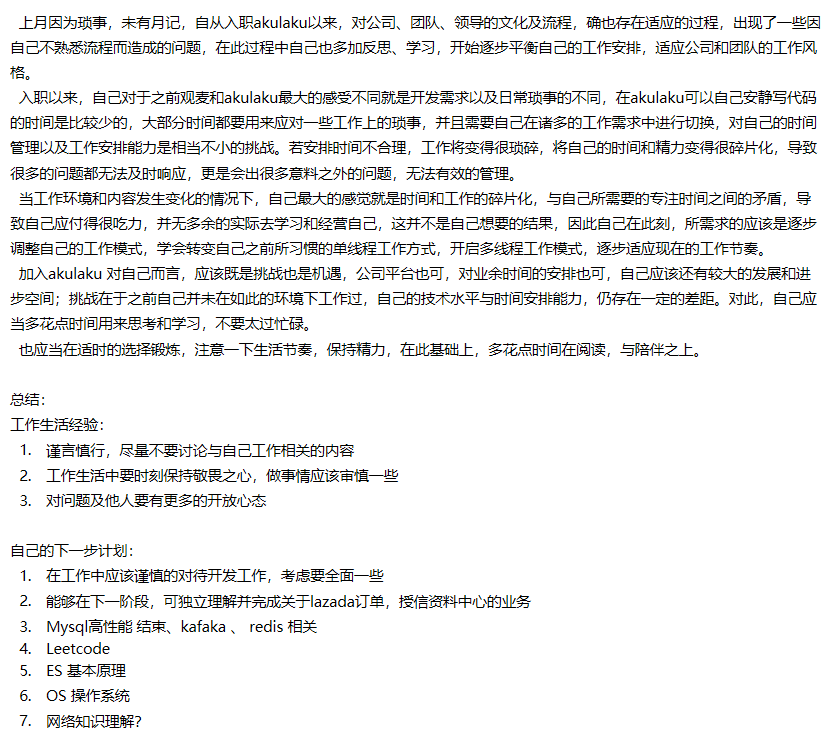 上月因为琐事，未有月记，自从入职akulaku以来，对公司、团队、领导的文化及流程，确也存在适应的过程，出现了一些因
自己不熟悉流程而造成的问题，在此过程中自己也多加反思、学习，开始逐步平衡自己的工作安排，适应公司和团队的工作风
格。
入职以来，自己对于之前观麦和akulaku最大的感受不同就是开发需求以及日常琐事的不同，在akulaku可以自己安静写代码
的时间是比较少的，大部分时间都要用来应对一些工作上的琐事，并且需要自己在诸多的工作需求中进行切换，对自己的时间
管理以及工作安排能力是相当不小的挑战。若安排时间不合理，工作将变得很琐碎，将自己的时间和精力变得很碎片化，导致
很多的问题都无法及时响应，更是会出很多意料之外的问题，无法有效的管理。
当工作环境和内容发生变化的情况下，自己最大的感觉就是时间和工作的碎片化，与自己所需要的专注时间之间的矛盾，导
致自己应付得很吃力，并无多余的实际去学习和经营自己，这并不是自己想要的结果，因此自己在此刻，所需求的应该是逐步
调整自己的工作模式，学会转变自己之前所习惯的单线程工作方式，开启多线程工作模式，逐步适应现在的工作节奏。
加入akulaku 对自己而言，应该既是挑战也是机遇，公司平台也可，对业余时间的安排也可，自己应该还有较大的发展和进
步空间；挑战在于之前自己并未在如此的环境下工作过，自己的技术水平与时间安排能力，仍存在一定的差距。对此，自己应
当多花点时间用来思考和学习，不要太过忙碌。
也应当在适时的选择锻炼，注意一下生活节奏，保持精力，在此基础上，多花点时间在阅读，与陪伴之上。
总结：
工作生活经验：
1. 谨言慎行，尽量不要讨论与自己工作相关的内容
2. 工作生活中要时刻保持敬畏之心，做事情应该审慎一些
3. 对问题及他人要有更多的开放心态
自己的下一步计划：
1. 在工作中应该谨慎的对待开发工作，考虑要全面一些
2. 能够在下一阶段，可独立理解并完成关于lazada订单，授信资料中心的业务
3. Mysql高性能 结束、kafaka 、 redis 相关
4. Leetcode
5. ES 基本原理
6. OS 操作系统
7. 网络知识理解？